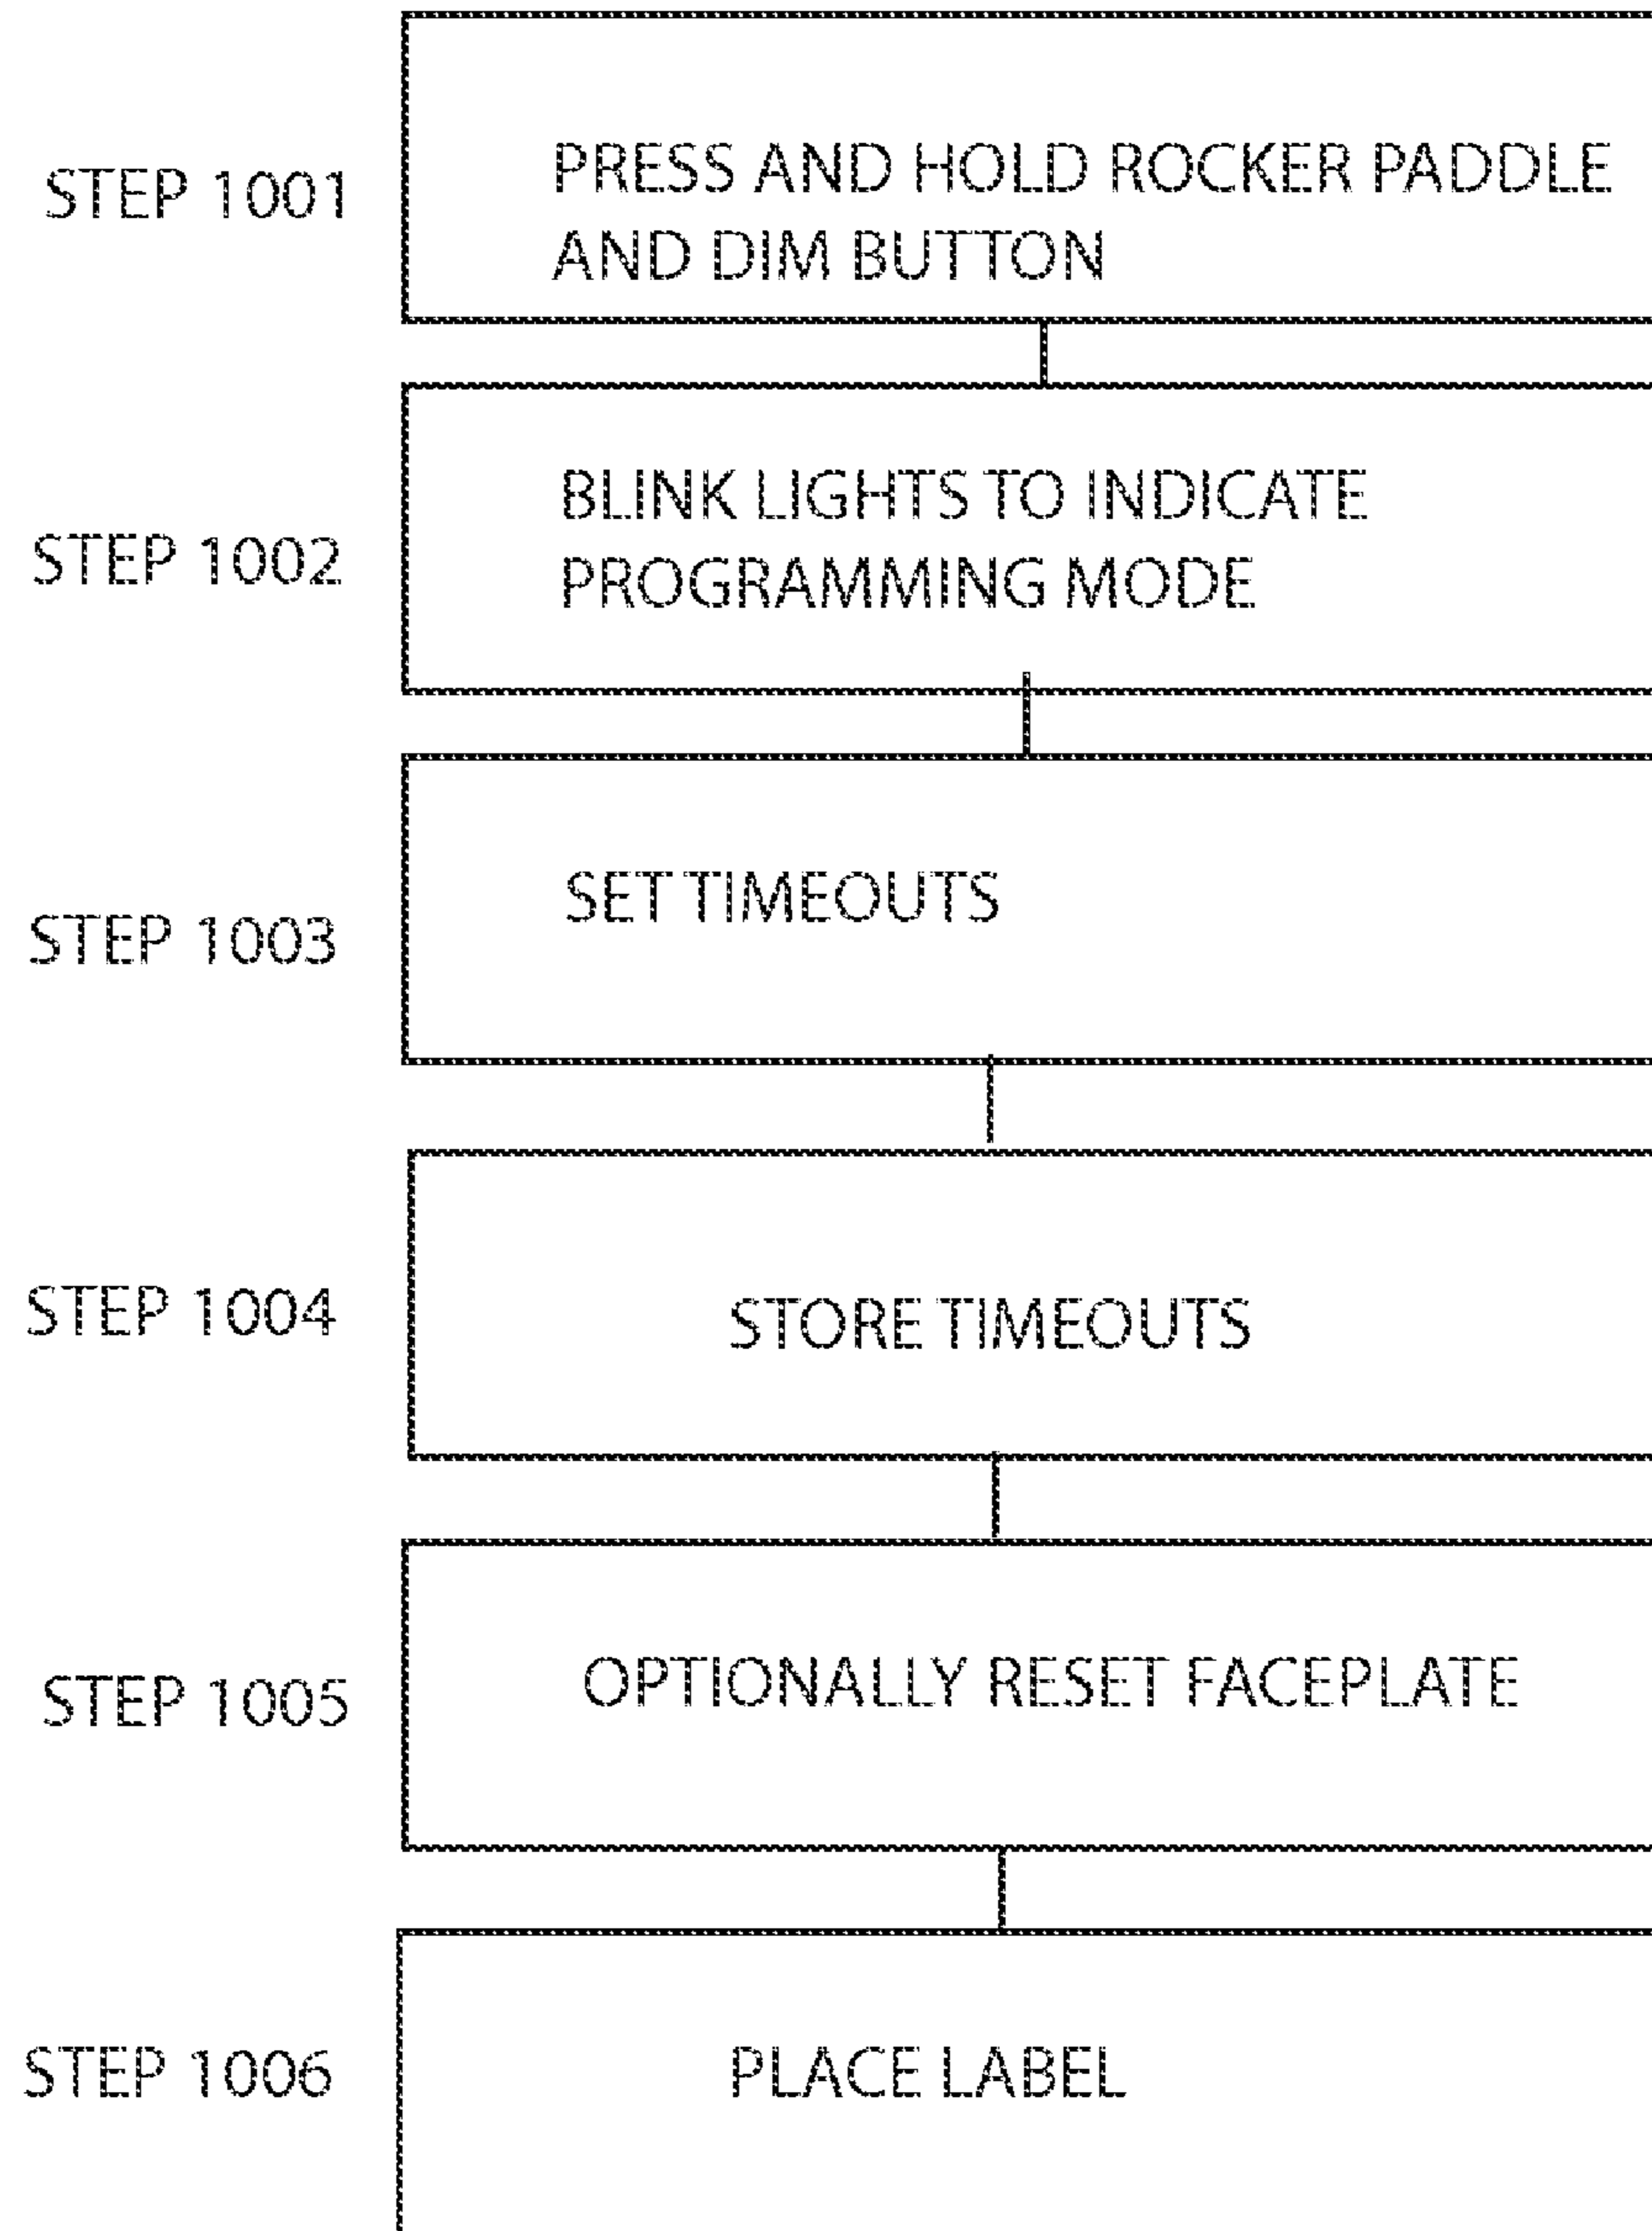 STEP 1001
PRESS AND HOLD ROCKER PADDLE
AND DIM BUTTON
STEP 1002
BLINK LIGHTS TO INDICATE
PROGRAMMING MODE
STEP 1003
SET TIMEOUTS
STEP 1004
STORE TIMEOUTS
STEP 1005
OPTIONALLY RESET FACEPLATE
STEP 1006
PLACE LABEL